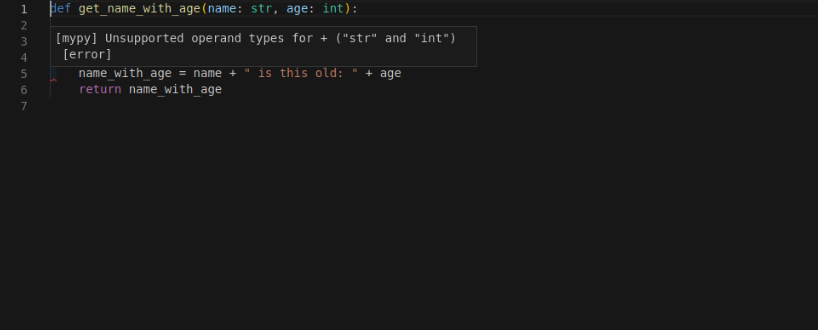 1 def get_name_with_age(name: str, age: int):
2
3 [mypy] Unsupported operand types for + ("str" and "int")
4 [error]
5 name_with_age = name + " is this old: " + age
6 return name_with_age
7